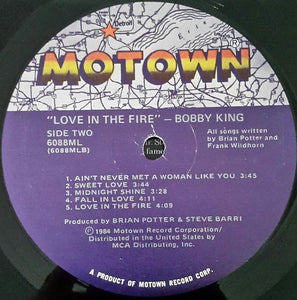 Detroit
MOTOWN
®
"LOVE IN THE FIRE" – BOBBY KING
SIDE TWO
6088ML
(6088MLB)
All songs written
by Brian Potter and
Frank Wildhorn
1. AIN'T NEVER MET A WOMAN LIKE YOU 3:45
2. SWEET LOVE 3:44
3. MIDNIGHT SHINE 3:28
4. FALL IN LOVE 4:11
5. LOVE IN THE FIRE 4:09
Produced by BRIAN POTTER & STEVE BARRI
℗ 1984 Motown Record Corporation/
Distributed in the United States by
MCA Distributing, Inc.
A PRODUCT OF MOTOWN RECORD CORP.